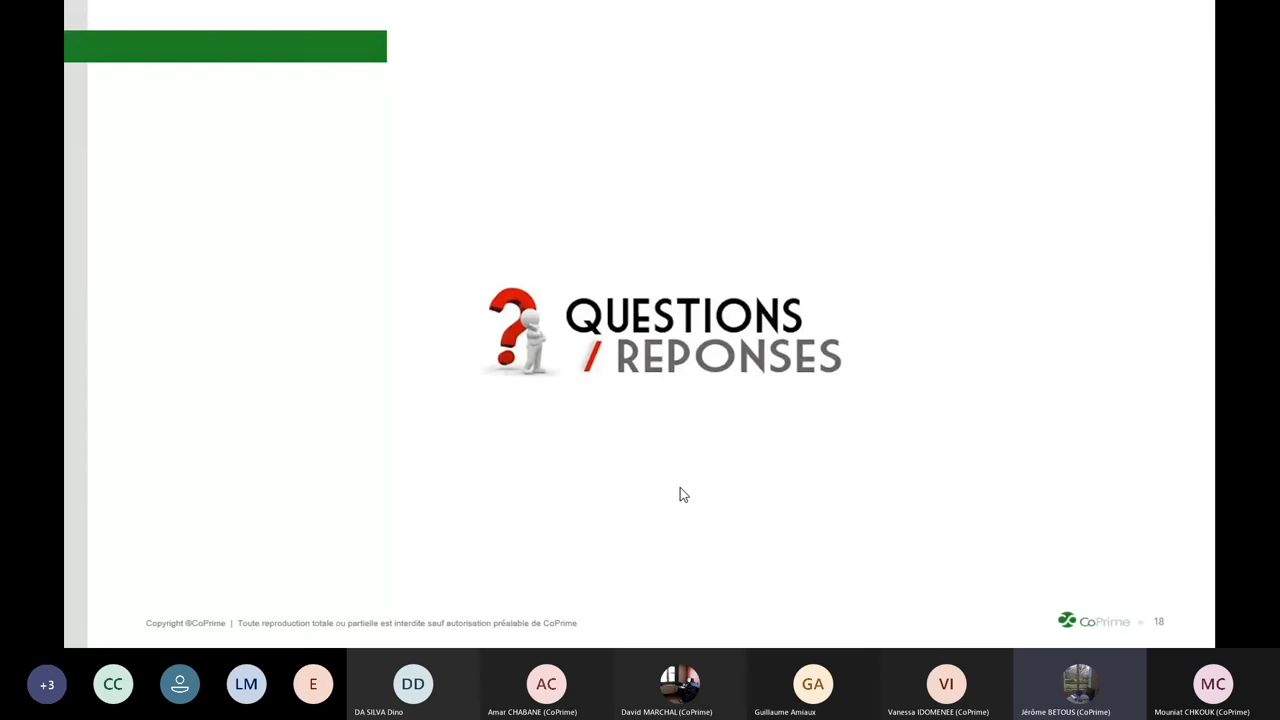 QUESTIONS
/ REPONSES
Copyright ©CoPrime | Toute reproduction totale ou partielle est interdite sauf autorisation préalable de CoPrime
CoPrime
18
+3
CC
LM
E
DD
AC
GA
VI
MC
DA SILVA Dino
Amar CHABANE (CoPrime)
David MARCHAL (CoPrime)
Guillaume Amiaux
Vanessa IDOMENEE (CoPrime)
Jérôme BETOUS (CoPrime)
Mouniat CHKOUK (CoPrime)